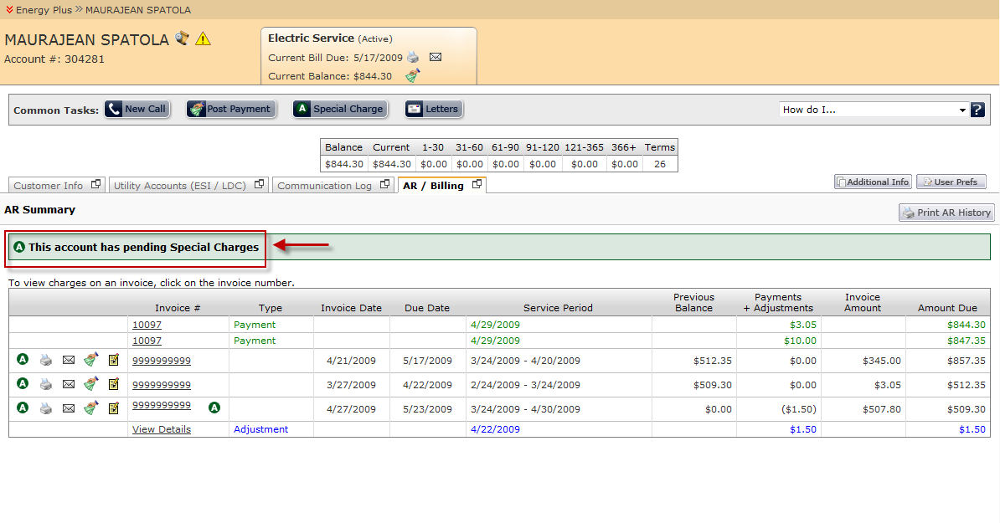 Energy Plus » MAURAJEAN SPATOLA
MAURAJEAN SPATOLA
Account #: 304281
Electric Service (Active)
Current Bill Due: 5/17/2009
Current Balance: $844.30
Common Tasks: New Call Post Payment A Special Charge Letters How do I... ?
Balance Current 1-30 31-60 61-90 91-120 121-365 366+ Terms
$844.30 $844.30 $0.00 $0.00 $0.00 $0.00 $0.00 $0.00 26
Customer Info Utility Accounts (ESI / LDC) Communication Log AR / Billing Additional Info User Prefs
AR Summary
Print AR History
A This account has pending Special Charges
To view charges on an invoice, click on the invoice number.
Invoice # Type Invoice Date Due Date Service Period Previous Balance Payments + Adjustments Invoice Amount Amount Due
10097 Payment 4/29/2009 $3.05 $844.30
10097 Payment 4/29/2009 $10.00 $847.35
A 9999999999 4/21/2009 5/17/2009 3/24/2009 - 4/20/2009 $512.35 $0.00 $345.00 $857.35
A 9999999999 3/27/2009 4/22/2009 2/24/2009 - 3/24/2009 $509.30 $0.00 $3.05 $512.35
A 9999999999 A 4/27/2009 5/23/2009 3/24/2009 - 4/30/2009 $0.00 ($1.50) $507.80 $509.30
View Details Adjustment 4/22/2009 $1.50 $1.50